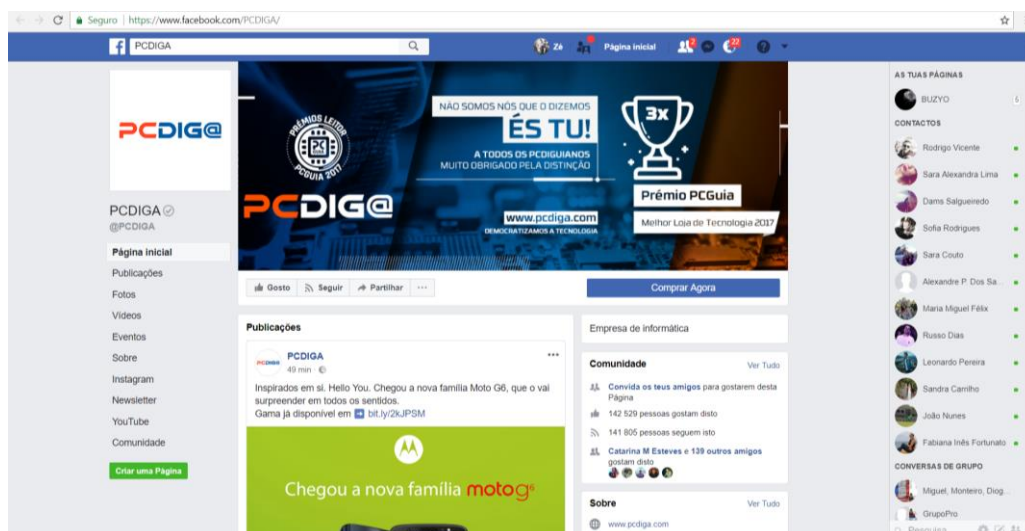 Seguro | https://www.facebook.com/PCDIGA/
PCDIGA
Zé
Página inicial
2
22
PCDIG@
PCDIGA
@PCDIGA
Página inicial
Publicações
Fotos
Vídeos
Eventos
Sobre
Instagram
Newsletter
YouTube
Comunidade
Criar uma Página
PRÉMIOS LEITOR
PCGUIA 2017
PCDIG@
NÃO SOMOS NÓS QUE O DIZEMOS
ÉS TU!
A TODOS OS PCDIGUIANOS
MUITO OBRIGADO PELA DISTINÇÃO
www.pcdiga.com
DEMOCRATIZAMOS A TECNOLOGIA
3x
Prémio PCGuia
Melhor Loja de Tecnologia 2017
Gosto
Seguir
Partilhar
Comprar Agora
Publicações
PCDIGA
PCDIGA
49 min
Inspirados em si. Hello You. Chegou a nova família Moto G6, que o vai
surpreender em todos os sentidos.
Gama já disponível em bit.ly/2kJPSM
Chegou a nova família moto g6
Empresa de informática
Comunidade
Ver Tudo
Convida os teus amigos para gostarem desta
Página
142 529 pessoas gostam disto
141 805 pessoas seguem isto
Catarina M Esteves e 139 outros amigos
gostam disto
Sobre
Ver Tudo
www.pcdiga.com
AS TUAS PÁGINAS
BUZYO
6
CONTACTOS
Rodrigo Vicente
Sara Alexandra Lima
Dams Salgueiredo
Sofia Rodrigues
Sara Couto
Alexandre P. Dos Sa...
Maria Miguel Félix
Russo Dias
Leonardo Pereira
Sandra Carrilho
João Nunes
Fabiana Inês Fortunato
CONVERSAS DE GRUPO
Miguel, Monteiro, Diog...
GrupoPro
Pesquisa